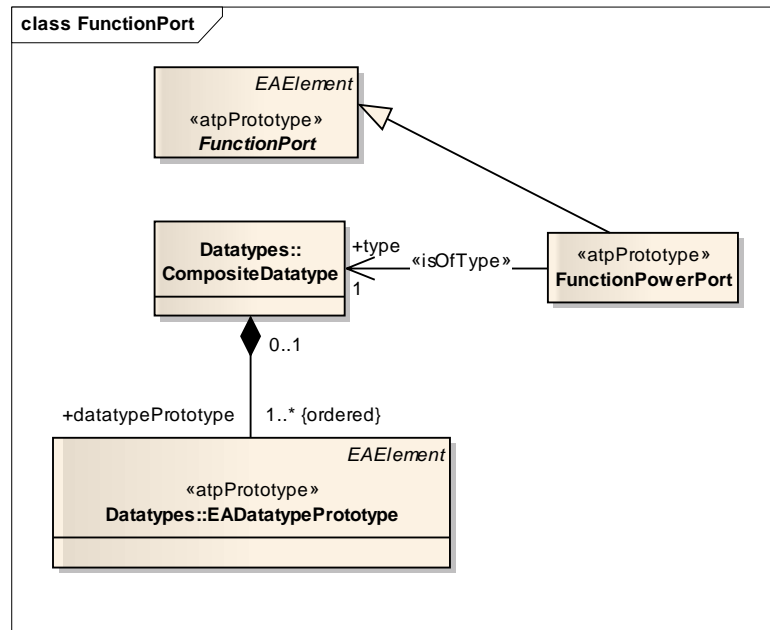 class FunctionPort
EAElement
«atpPrototype»
FunctionPort
Datatypes::
CompositeDatatype
+type
1
«isOfType»
«atpPrototype»
FunctionPowerPort
0..1
+datatypePrototype
1..* {ordered}
EAElement
«atpPrototype»
Datatypes::EADatatypePrototype